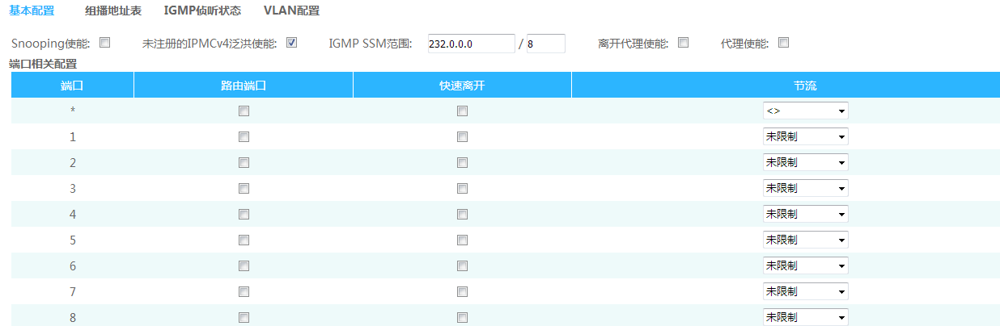 基本配置 组播地址表 IGMP侦听状态 VLAN配置
Snooping使能: 未注册的IPMCv4泛洪使能: IGMP SSM范围: 232.0.0.0 / 8 离开代理使能: 代理使能:
端口相关配置
端口 路由端口 快速离开 节流
* <>
1 未限制
2 未限制
3 未限制
4 未限制
5 未限制
6 未限制
7 未限制
8 未限制